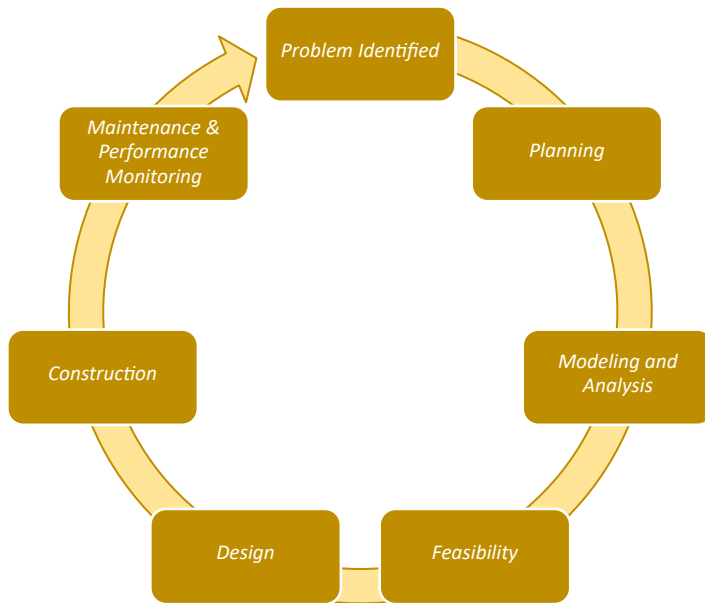 Problem Identified
Planning
Modeling and
Analysis
Feasibility
Design
Construction
Maintenance &
Performance
Monitoring